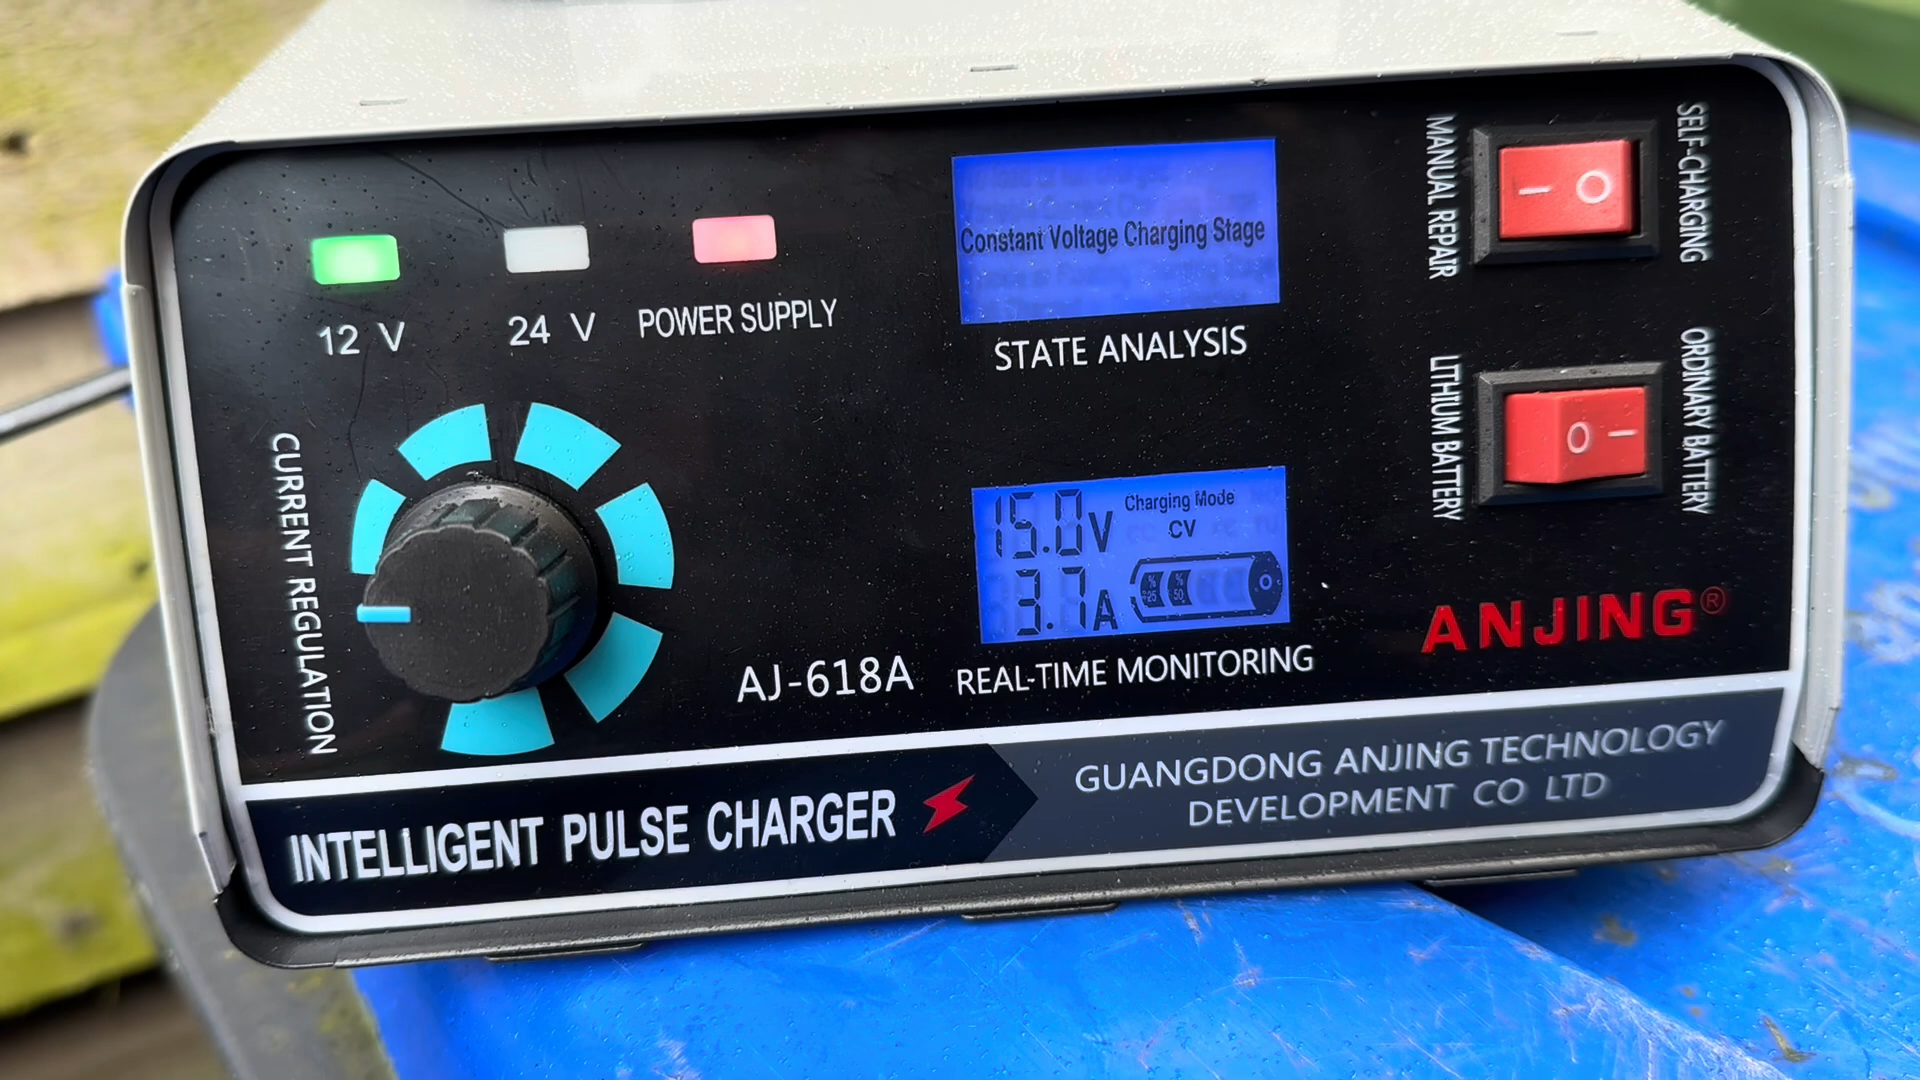 12 V
24 V
POWER SUPPLY
Constant Voltage Charging Stage
STATE ANALYSIS
MANUAL REPAIR
SELF-CHARGING
LITHIUM BATTERY
ORDINARY BATTERY
CURRENT REGULATION
15.0V
Charging Mode
CV
3.7A
%25
%50
AJ-618A
REAL-TIME MONITORING
ANJING®
INTELLIGENT PULSE CHARGER
GUANGDONG ANJING TECHNOLOGY
DEVELOPMENT CO LTD